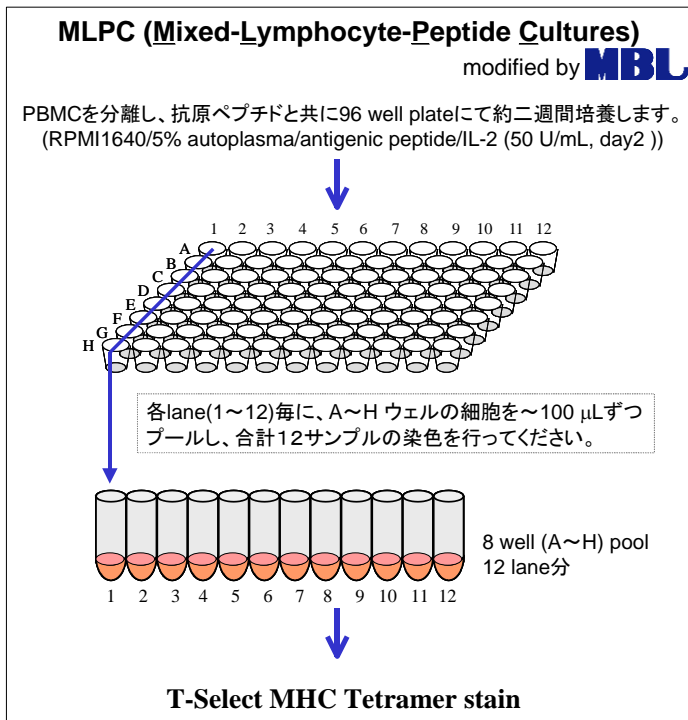 MLPC (Mixed-Lymphocyte-Peptide Cultures)
modified by MBL
PBMCを分離し、抗原ペプチドと共に96 well plateにて約二週間培養します。
(RPMI1640/5% autoplasma/antigenic peptide/IL-2 (50 U/mL, day2 ))
1 2 3 4 5 6 7 8 9 10 11 12
A
B
C
D
E
F
G
H
各lane(1～12)毎に、A～H ウェルの細胞を～100 μLずつ
プールし、合計12サンプルの染色を行ってください。
8 well (A～H) pool
12 lane分
1 2 3 4 5 6 7 8 9 10 11 12
T-Select MHC Tetramer stain